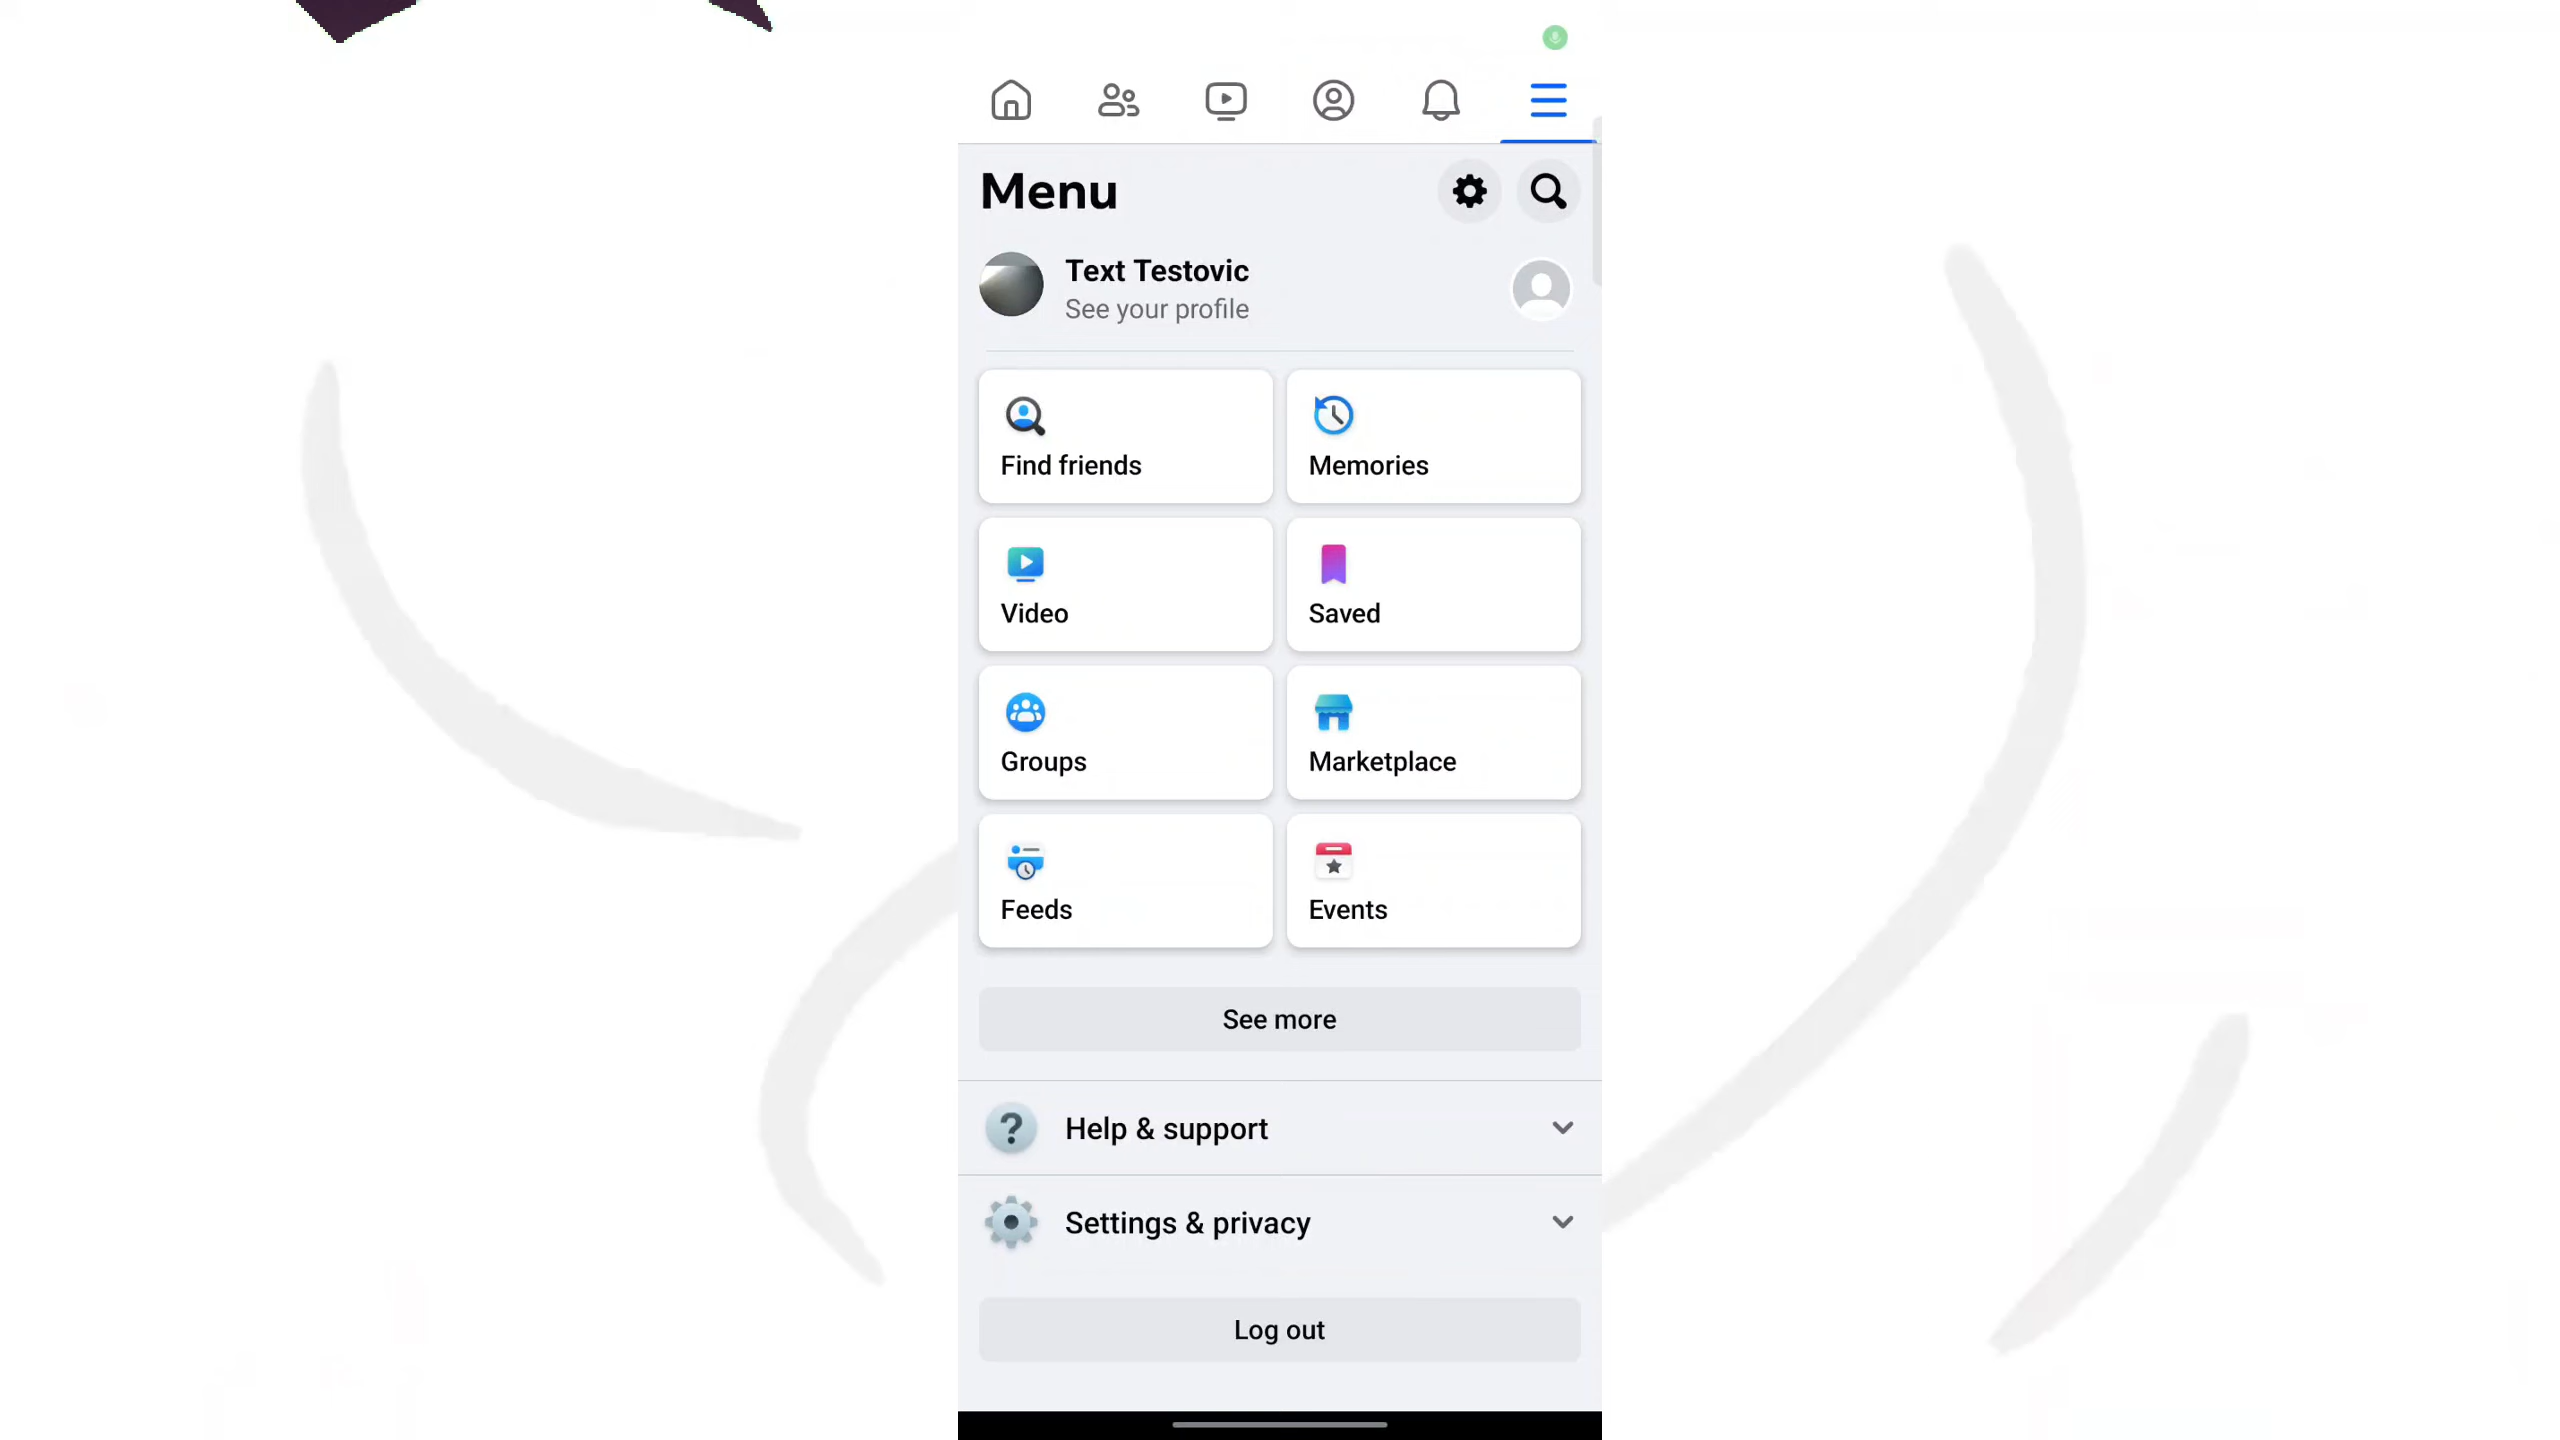 Menu
Text Testovic
See your profile
Find friends
Memories
Video
Saved
Groups
Marketplace
Feeds
Events
See more
Help & support
Settings & privacy
Log out